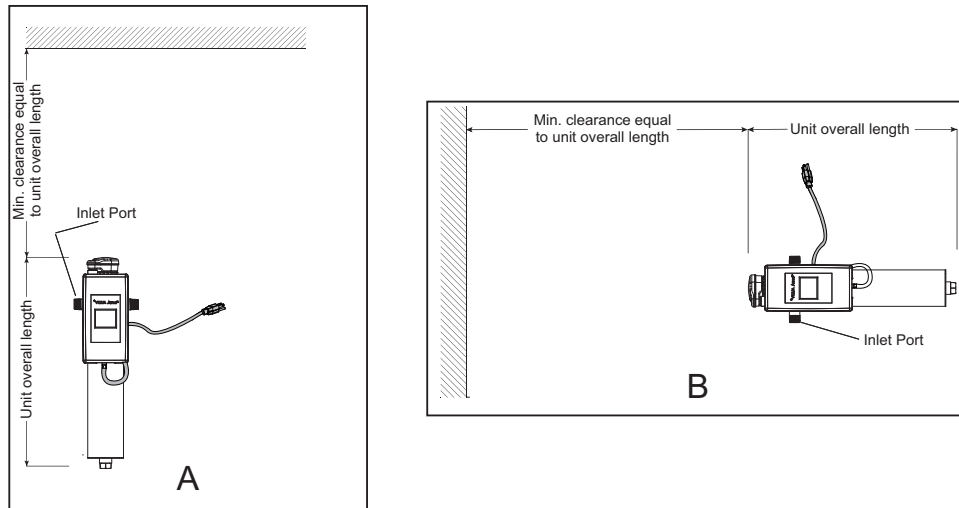 Min. clearance equal
to unit overall length
Inlet Port
Unit overall length
A
Min. clearance equal
to unit overall length
Unit overall length
Inlet Port
B